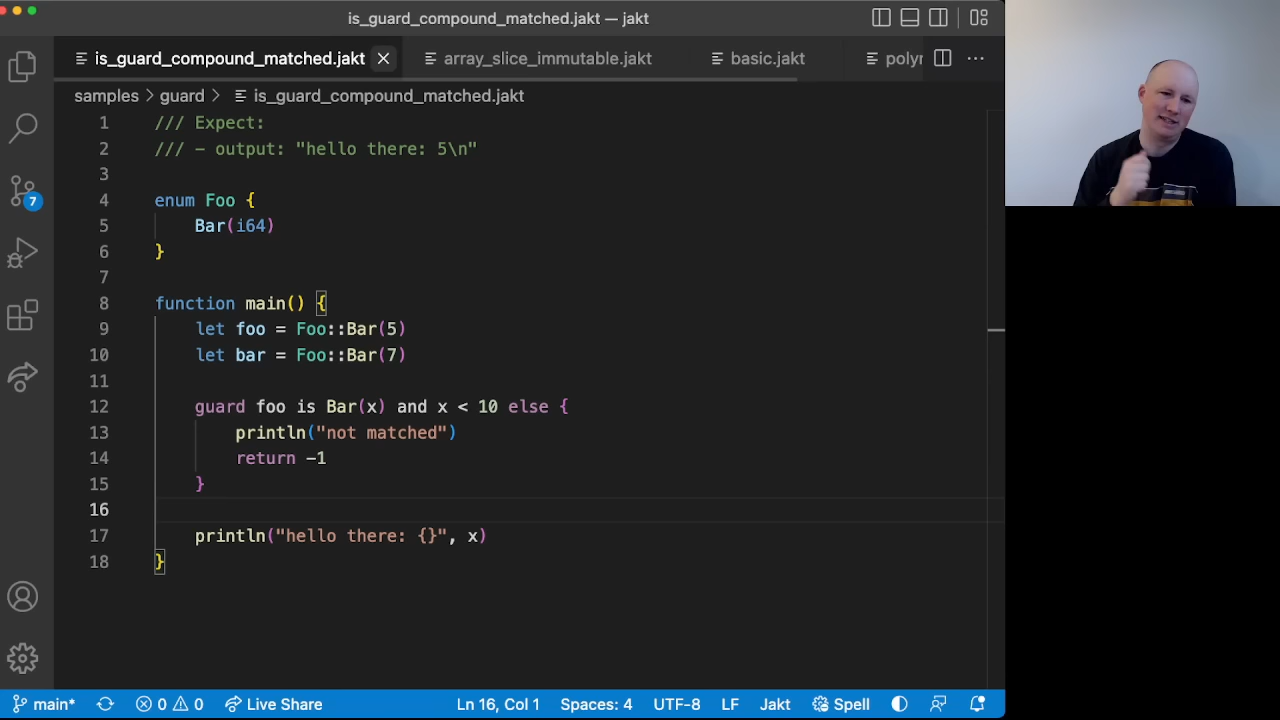 is_guard_compound_matched.jakt — jakt
is_guard_compound_matched.jakt array_slice_immutable.jakt basic.jakt polyr
samples > guard > is_guard_compound_matched.jakt
1 /// Expect:
2 /// - output: "hello there: 5\n"
3
4 enum Foo {
5 Bar(i64)
6 }
7
8 function main() {
9 let foo = Foo::Bar(5)
10 let bar = Foo::Bar(7)
11
12 guard foo is Bar(x) and x < 10 else {
13 println("not matched")
14 return -1
15 }
16
17 println("hello there: {}", x)
18 }
7
main* 0 0 Live Share Ln 16, Col 1 Spaces: 4 UTF-8 LF Jakt Spell